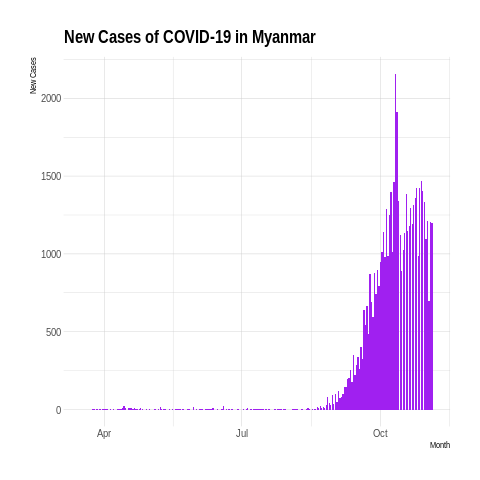 New Cases of COVID-19 in Myanmar
New Cases
2000
1500
1000
500
0
Apr
Jul
Oct
Month